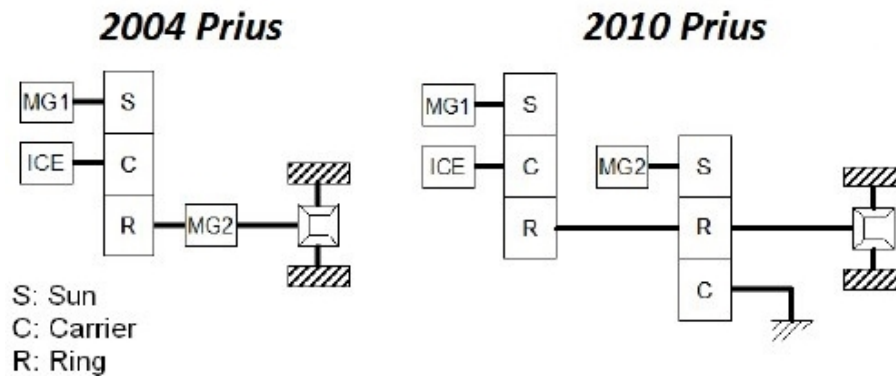 2004 Prius
MG1 S
ICE C
R MG2
S: Sun
C: Carrier
R: Ring
2010 Prius
MG1 S
ICE C MG2 S
R R
C